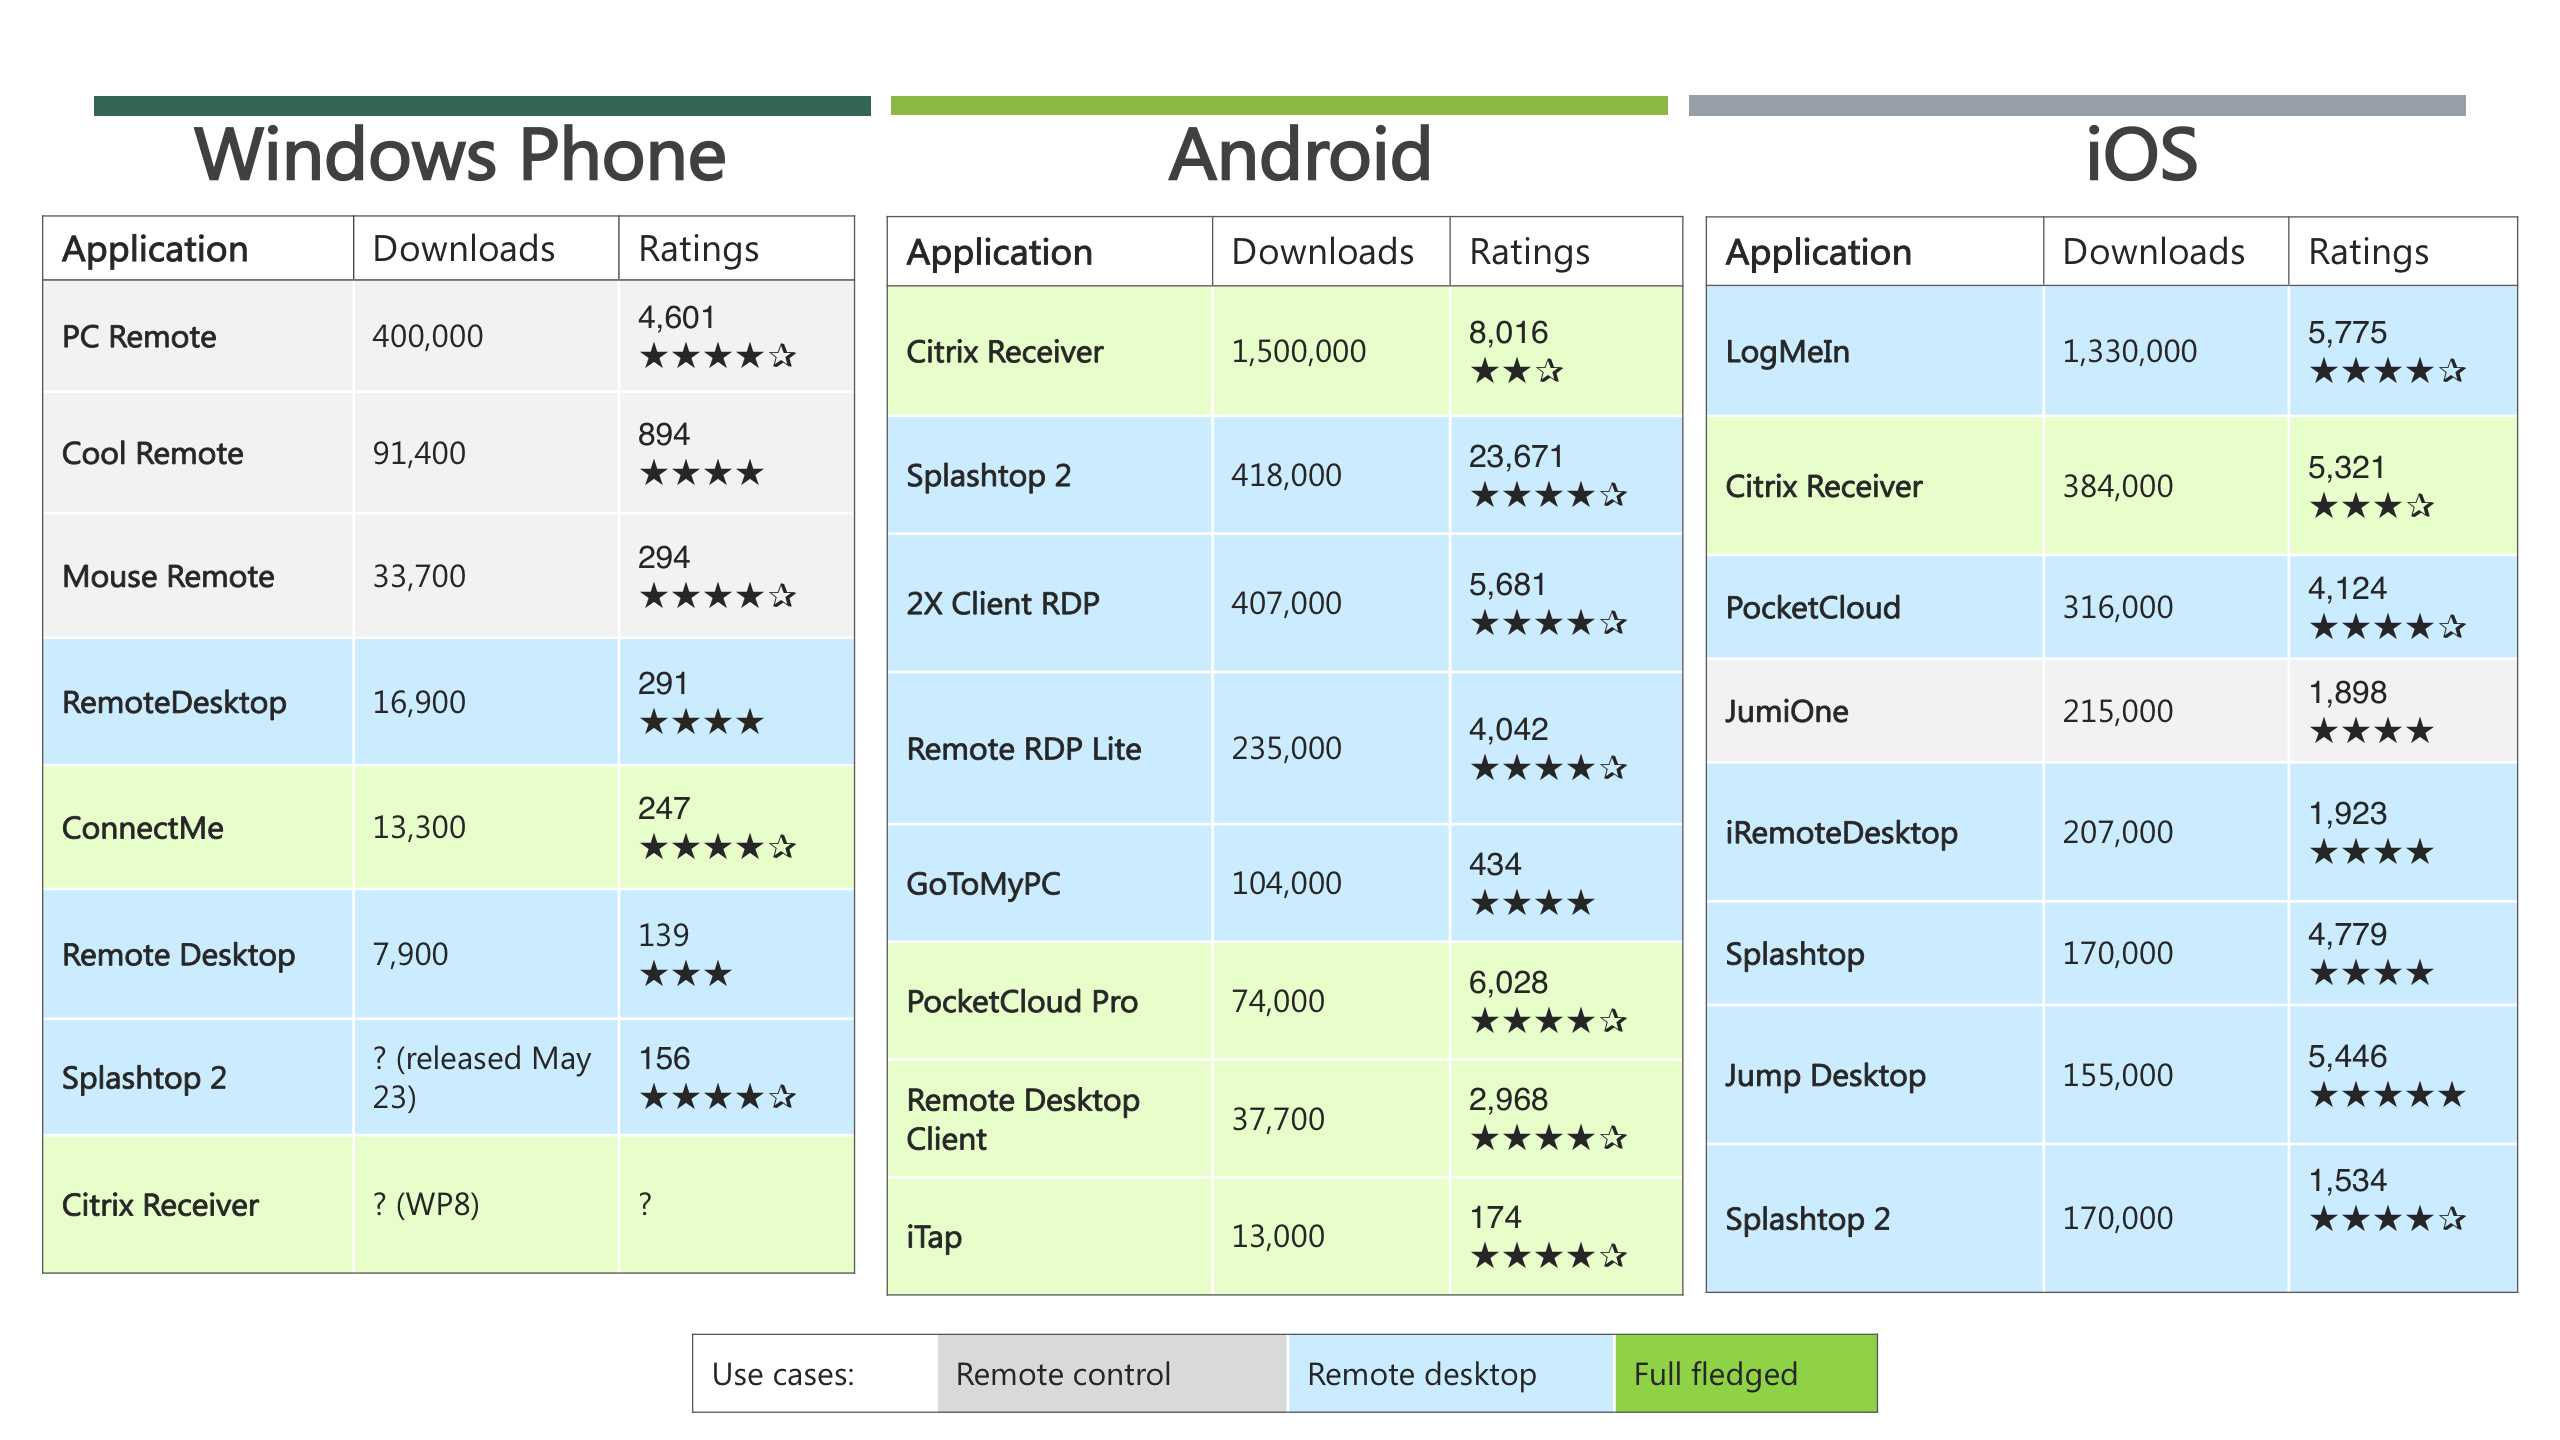 Windows Phone
Application Downloads Ratings
PC Remote 400,000 4,601
★★★★☆
Cool Remote 91,400 894
★★★★
Mouse Remote 33,700 294
★★★★☆
RemoteDesktop 16,900 291
★★★★
ConnectMe 13,300 247
★★★★☆
Remote Desktop 7,900 139
★★★
Splashtop 2 ? (released May
23) 156
★★★★☆
Citrix Receiver ? (WP8) ?
Android
Application Downloads Ratings
Citrix Receiver 1,500,000 8,016
★★☆
Splashtop 2 418,000 23,671
★★★★☆
2X Client RDP 407,000 5,681
★★★★☆
Remote RDP Lite 235,000 4,042
★★★★☆
GoToMyPC 104,000 434
★★★★
PocketCloud Pro 74,000 6,028
★★★★☆
Remote Desktop
Client 37,700 2,968
★★★★☆
iTap 13,000 174
★★★★☆
iOS
Application Downloads Ratings
LogMeIn 1,330,000 5,775
★★★★☆
Citrix Receiver 384,000 5,321
★★★☆
PocketCloud 316,000 4,124
★★★★☆
JumiOne 215,000 1,898
★★★★
iRemoteDesktop 207,000 1,923
★★★★
Splashtop 170,000 4,779
★★★★
Jump Desktop 155,000 5,446
★★★★★
Splashtop 2 170,000 1,534
★★★★☆
Use cases: Remote control Remote desktop Full fledged